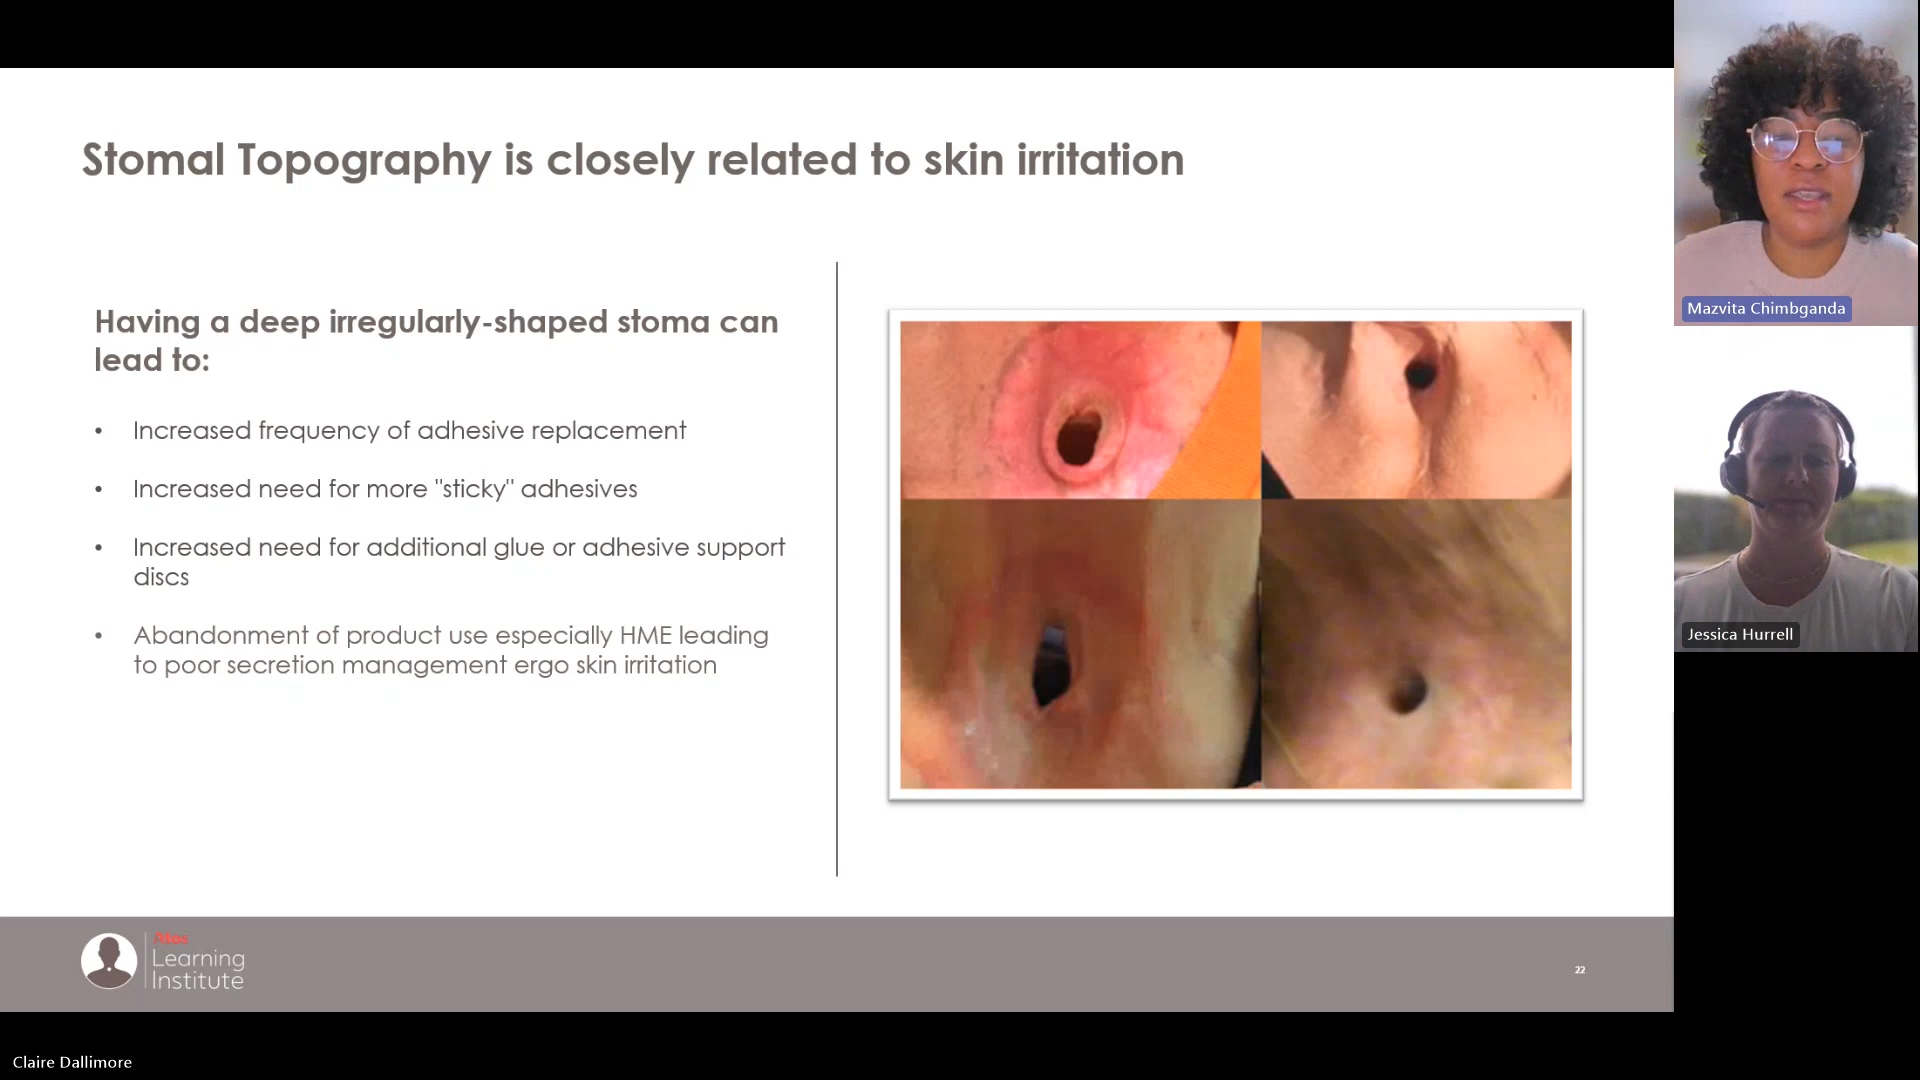 Stomal Topography is closely related to skin irritation
Having a deep irregularly-shaped stoma can
lead to:
• Increased frequency of adhesive replacement
• Increased need for more "sticky" adhesives
• Increased need for additional glue or adhesive support
discs
• Abandonment of product use especially HME leading
to poor secretion management ergo skin irritation
Atos
Learning
Institute
22
Mazvita Chimbganda
Jessica Hurrell
Claire Dallimore